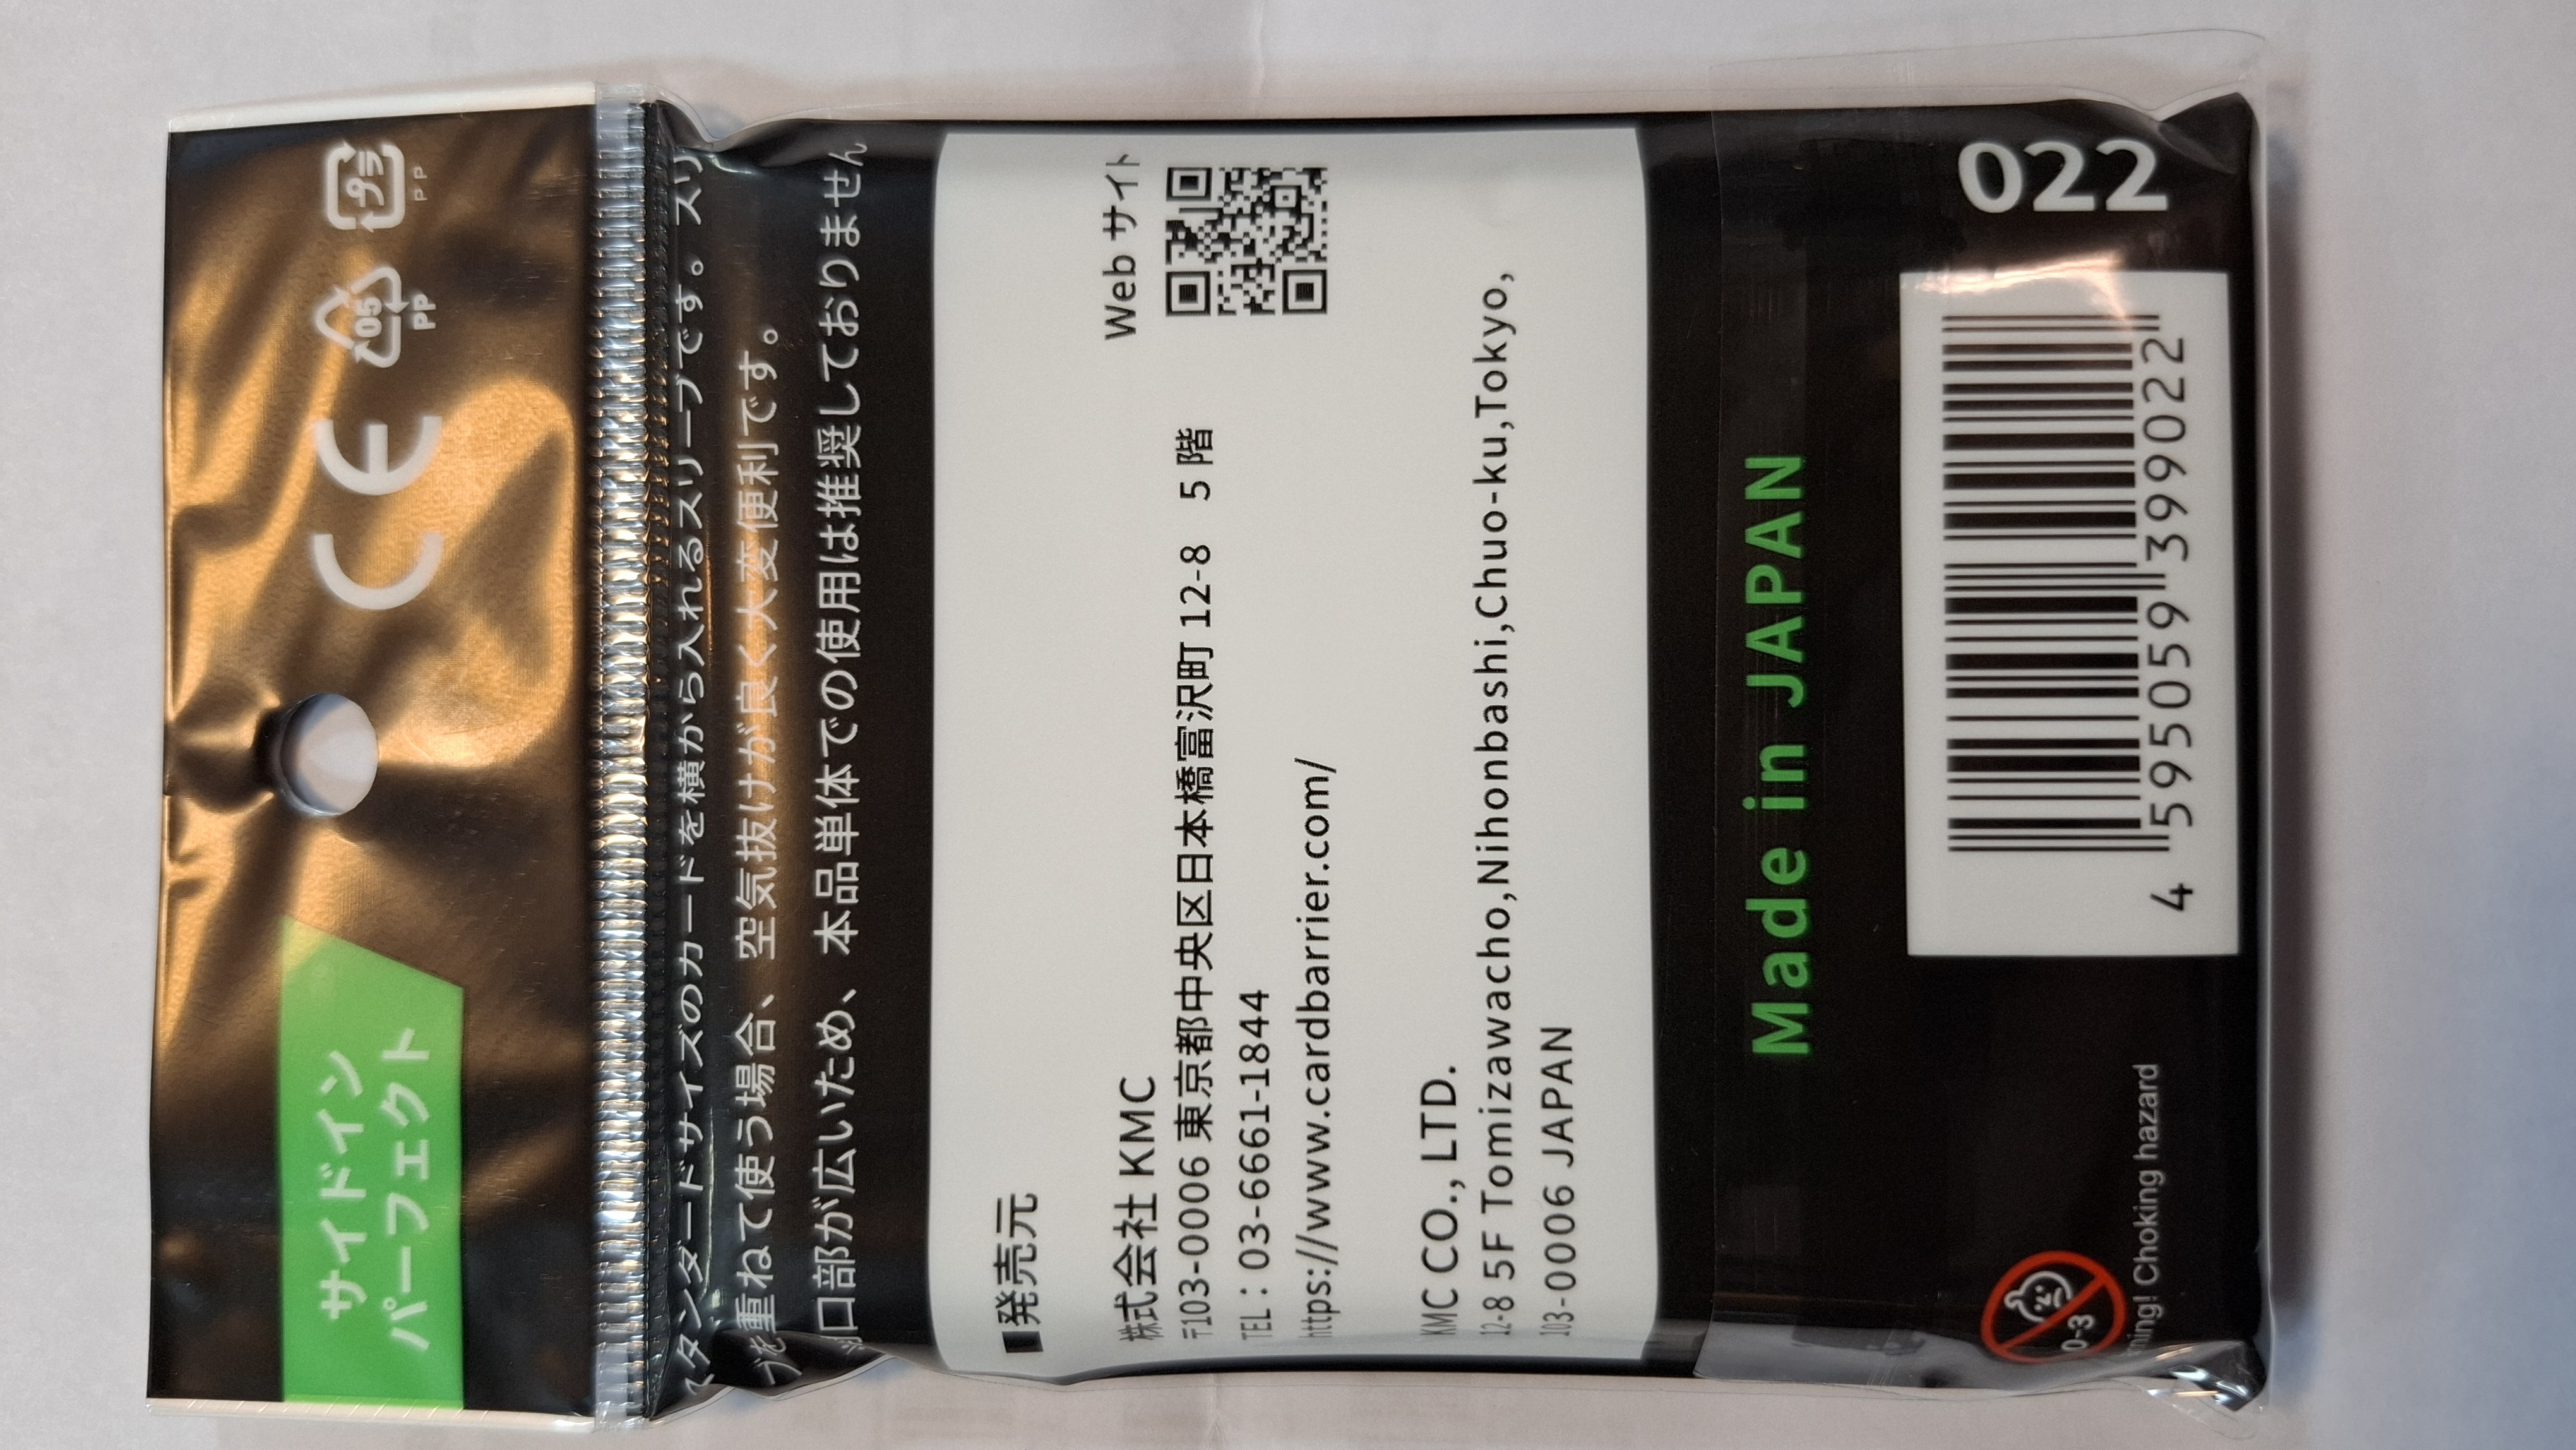 サイドイン
パーフェクト
CE
05
PP
プラ
PP
スタンダードサイズのカードを横から入れるスリーブです。スリ
ブを重ねて使う場合、空気抜けが良く大変便利です。
口部が広いため、本品単体での使用は推奨しておりません
■発売元
Web サイト
株式会社 KMC
〒103-0006 東京都中央区日本橋富沢町 12-8 5 階
TEL：03-6661-1844
https://www.cardbarrier.com/
KMC CO., LTD.
12-8 5F Tomizawacho,Nihonbashi,Chuo-ku,Tokyo,
103-0006 JAPAN
Made in JAPAN
022
4 595059 399022
0-3
Choking hazard